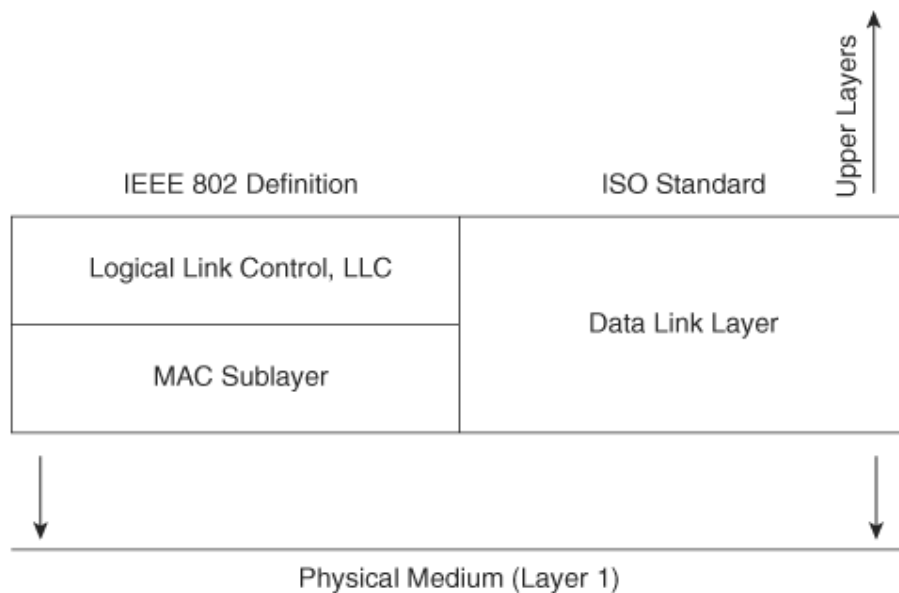 Upper Layers
IEEE 802 Definition
ISO Standard
Logical Link Control, LLC
Data Link Layer
MAC Sublayer
Physical Medium (Layer 1)